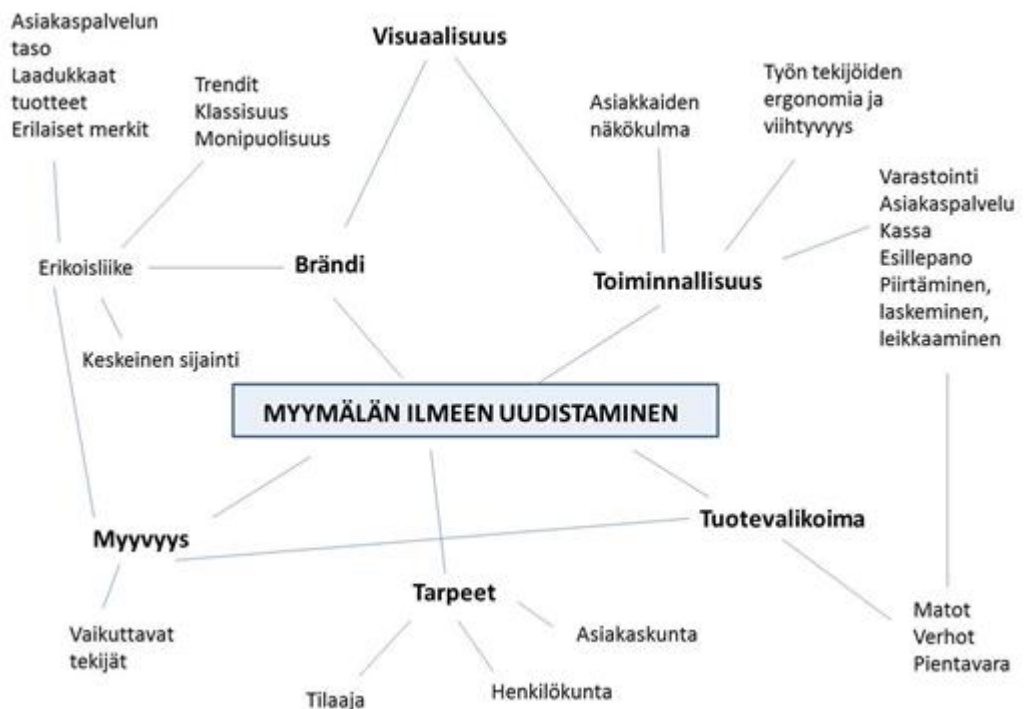 Asiakaspalvelun
taso
Laadukkaat
tuotteet
Erilaiset merkit
Trendit
Klassisuus
Monipuolisuus
Visuaalisuus
Asiakkaiden
näkökulma
Työn tekijöiden
ergonomia ja
viihtyvyys
Varastointi
Asiakaspalvelu
Kassa
Esillepano
Piirtäminen,
laskeminen,
leikkaaminen
Erikoisliike
Brändi
Toiminnallisuus
Keskeinen sijainti
MYYMÄLÄN ILMEEN UUDISTAMINEN
Myyvyys
Tuotevalikoima
Tarpeet
Vaikuttavat
tekijät
Tilaaja
Henkilökunta
Asiakaskunta
Matot
Verhot
Pientavara